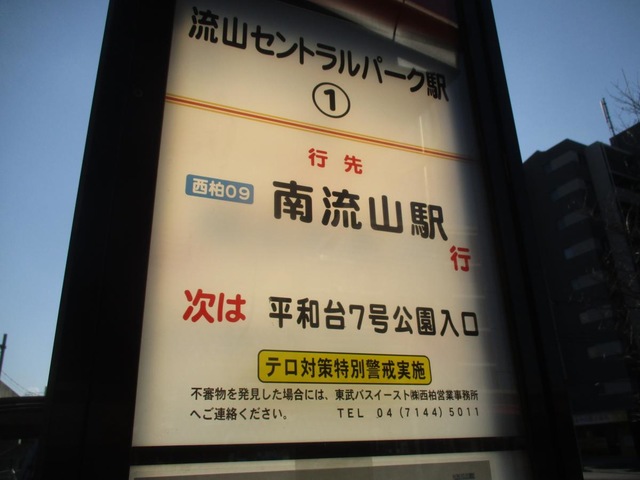 流山セントラルパーク駅
①
行先
西柏09 南流山駅行
次は 平和台7号公園入口
テロ対策特別警戒実施
不審物を発見した場合には、東武バスイースト㈱西柏営業事務所
へご連絡ください。 TEL 04(7144)5011